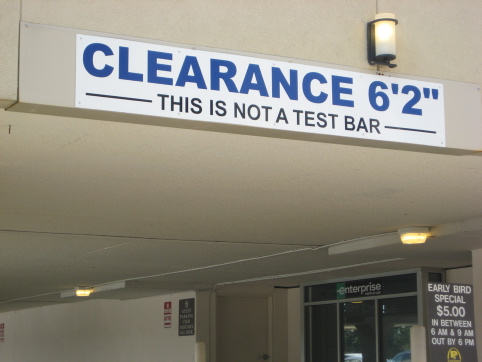 CLEARANCE 6'2"
THIS IS NOT A TEST BAR
enterprise
EARLY BIRD
SPECIAL
$5.00
IN BETWEEN
6 AM & 9 AM
OUT BY 6 PM